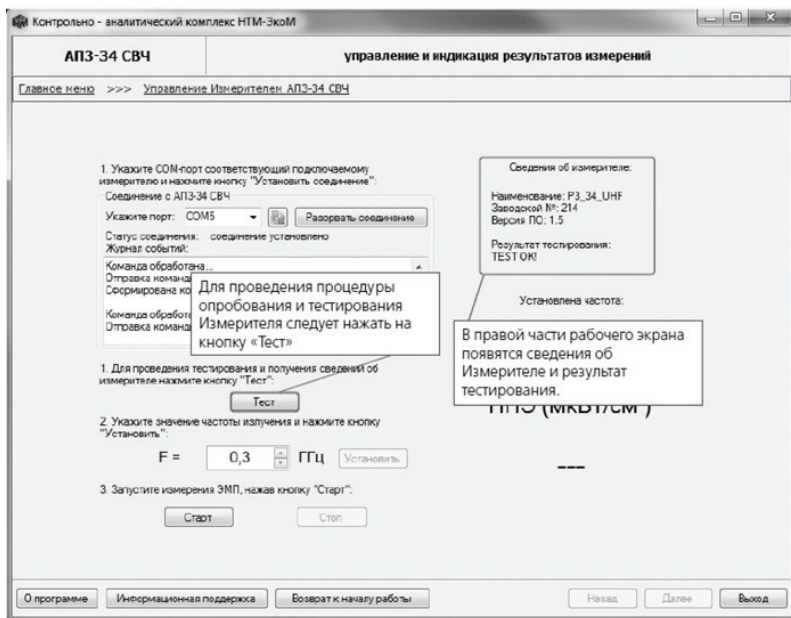 Контрольно - аналитический комплекс НТМ-ЭкоМ
АПЗ-34 СВЧ
управление и индикация результатов измерений
Главное меню >>> Управление Измерителем АПЗ-34 СВЧ
1. Укажите COM-порт соответствующий подключаемому
измерителю и нажмите кнопку "Установить соединение":
Соединение с АПЗ-34 СВЧ
Укажите порт: COM5 Разорвать соединение
Статус соединения: соединение установлено
Журнал событий:
Команда обработана...
Отправка команд
Сформирована ко
Команда обработа
Отправка команд
Для проведения процедуры
опробования и тестирования
Измерителя следует нажать на
кнопку «Тест»
1. Для проведения тестирования и получения сведений об
измерителе нажмите кнопку "Тест":
Тест
2. Укажите значение частоты излучения и нажмите кнопку
"Установить":
F = 0,3 ГГц Установить
3. Запустите измерения ЭМП, нажав кнопку "Старт":
Старт Стоп
Сведения об измерителе:
Наименование: P3_34_UHF
Заводской №: 214
Версия ПО: 1.5
Результат тестирования:
TEST OK!
Установлена частота:
В правой части рабочего экрана
появятся сведения об
Измерителе и результат
тестирования.
ППЭ (мкВт/см )
---
О программе Информационная поддержка Возврат к началу работы Назад Далее Выход